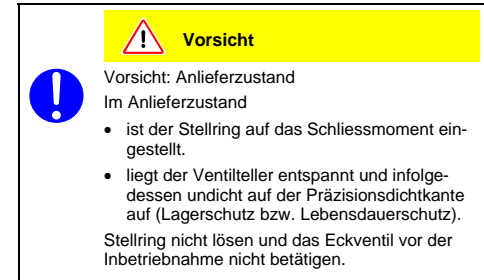 Vorsicht
Vorsicht: Anlieferzustand
Im Anlieferzustand
• ist der Stellring auf das Schliessmoment ein-
gestellt.
• liegt der Ventilteller entspannt und infolge-
dessen undicht auf der Präzisionsdichtkante
auf (Lagerschutz bzw. Lebensdauerschutz).
Stellring nicht lösen und das Eckventil vor der
Inbetriebnahme nicht betätigen.